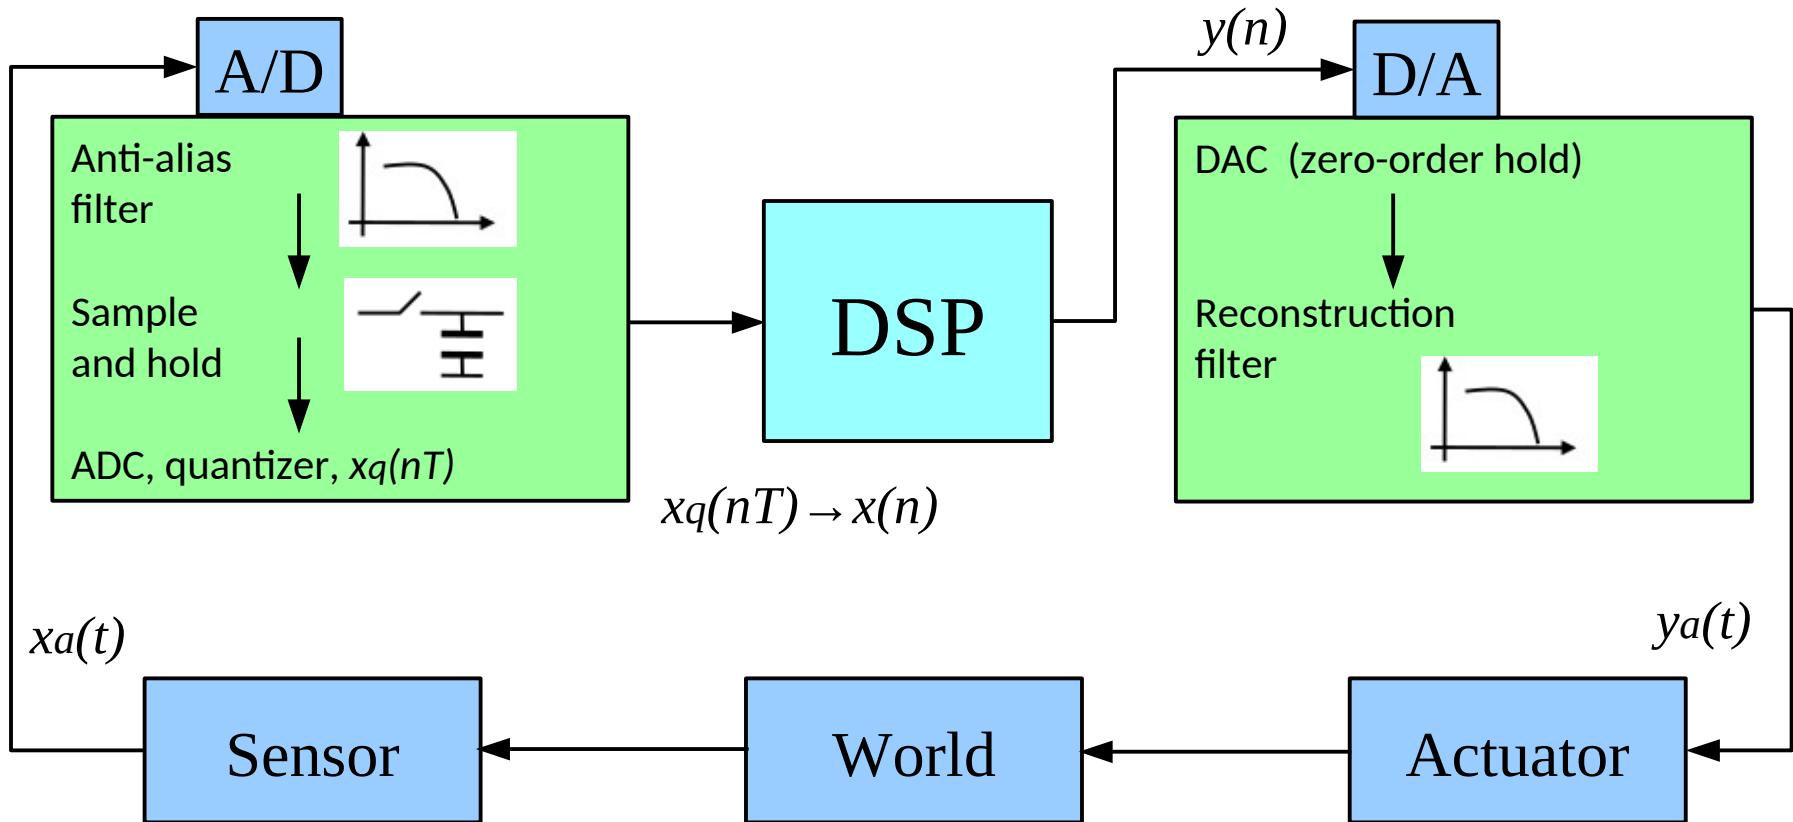 A/D
Anti-alias
filter
Sample
and hold
ADC, quantizer, xq(nT)
DSP
xq(nT)→x(n)
y(n)
D/A
DAC (zero-order hold)
Reconstruction
filter
xa(t)
ya(t)
Sensor
World
Actuator